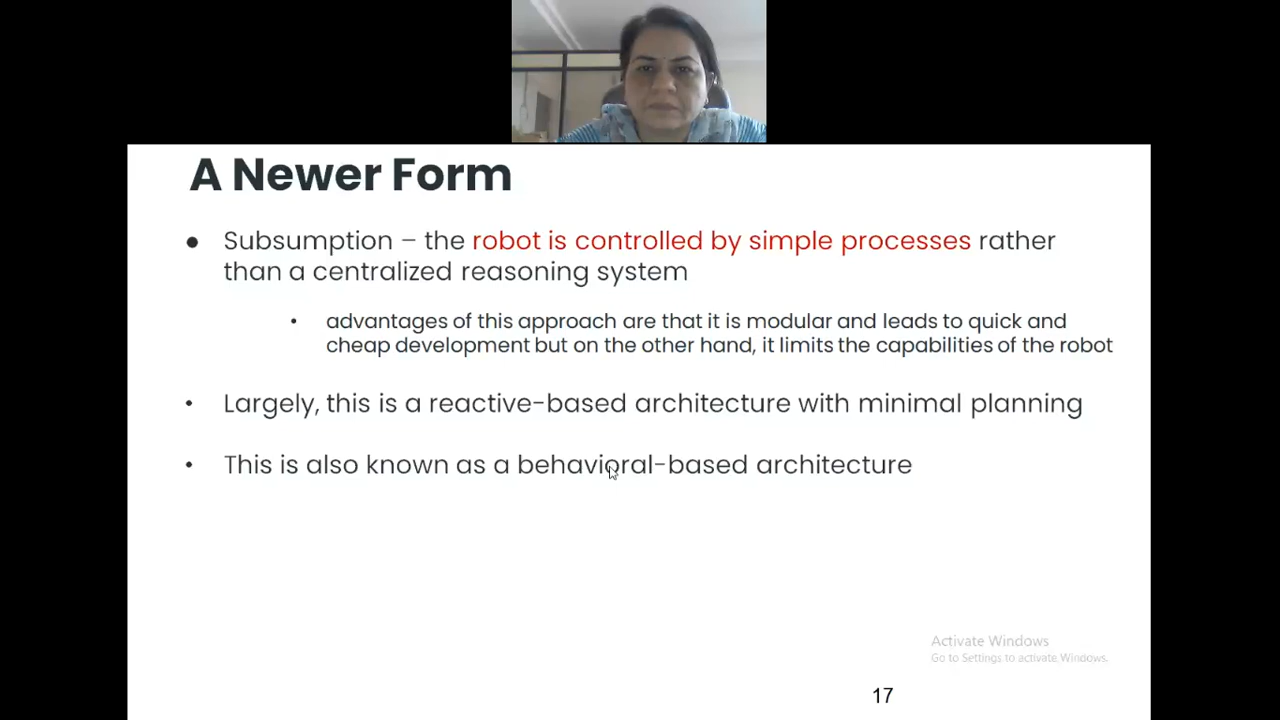 A Newer Form
● Subsumption – the robot is controlled by simple processes rather
than a centralized reasoning system
• advantages of this approach are that it is modular and leads to quick and
cheap development but on the other hand, it limits the capabilities of the robot
• Largely, this is a reactive-based architecture with minimal planning
• This is also known as a behavioral-based architecture
Activate Windows
Go to Settings to activate Windows.
17